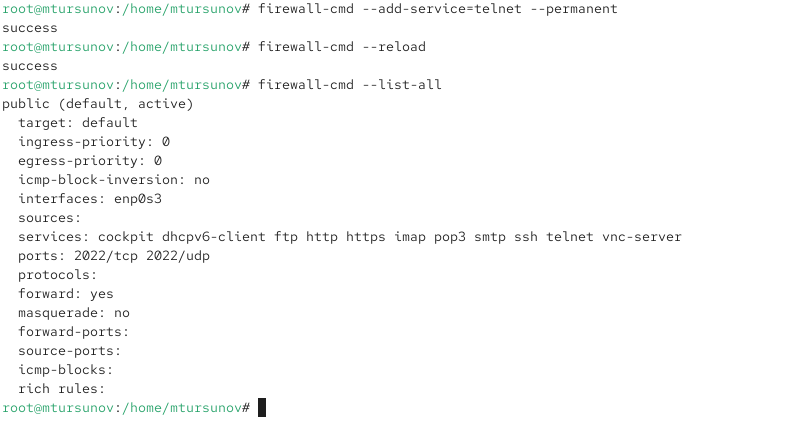 root@mtursunov:/home/mtursunov# firewall-cmd --add-service=telnet --permanent
success
root@mtursunov:/home/mtursunov# firewall-cmd --reload
success
root@mtursunov:/home/mtursunov# firewall-cmd --list-all
public (default, active)
  target: default
  ingress-priority: 0
  egress-priority: 0
  icmp-block-inversion: no
  interfaces: enp0s3
  sources:
  services: cockpit dhcpv6-client ftp http https imap pop3 smtp ssh telnet vnc-server
  ports: 2022/tcp 2022/udp
  protocols:
  forward: yes
  masquerade: no
  forward-ports:
  source-ports:
  icmp-blocks:
  rich rules:
root@mtursunov:/home/mtursunov#